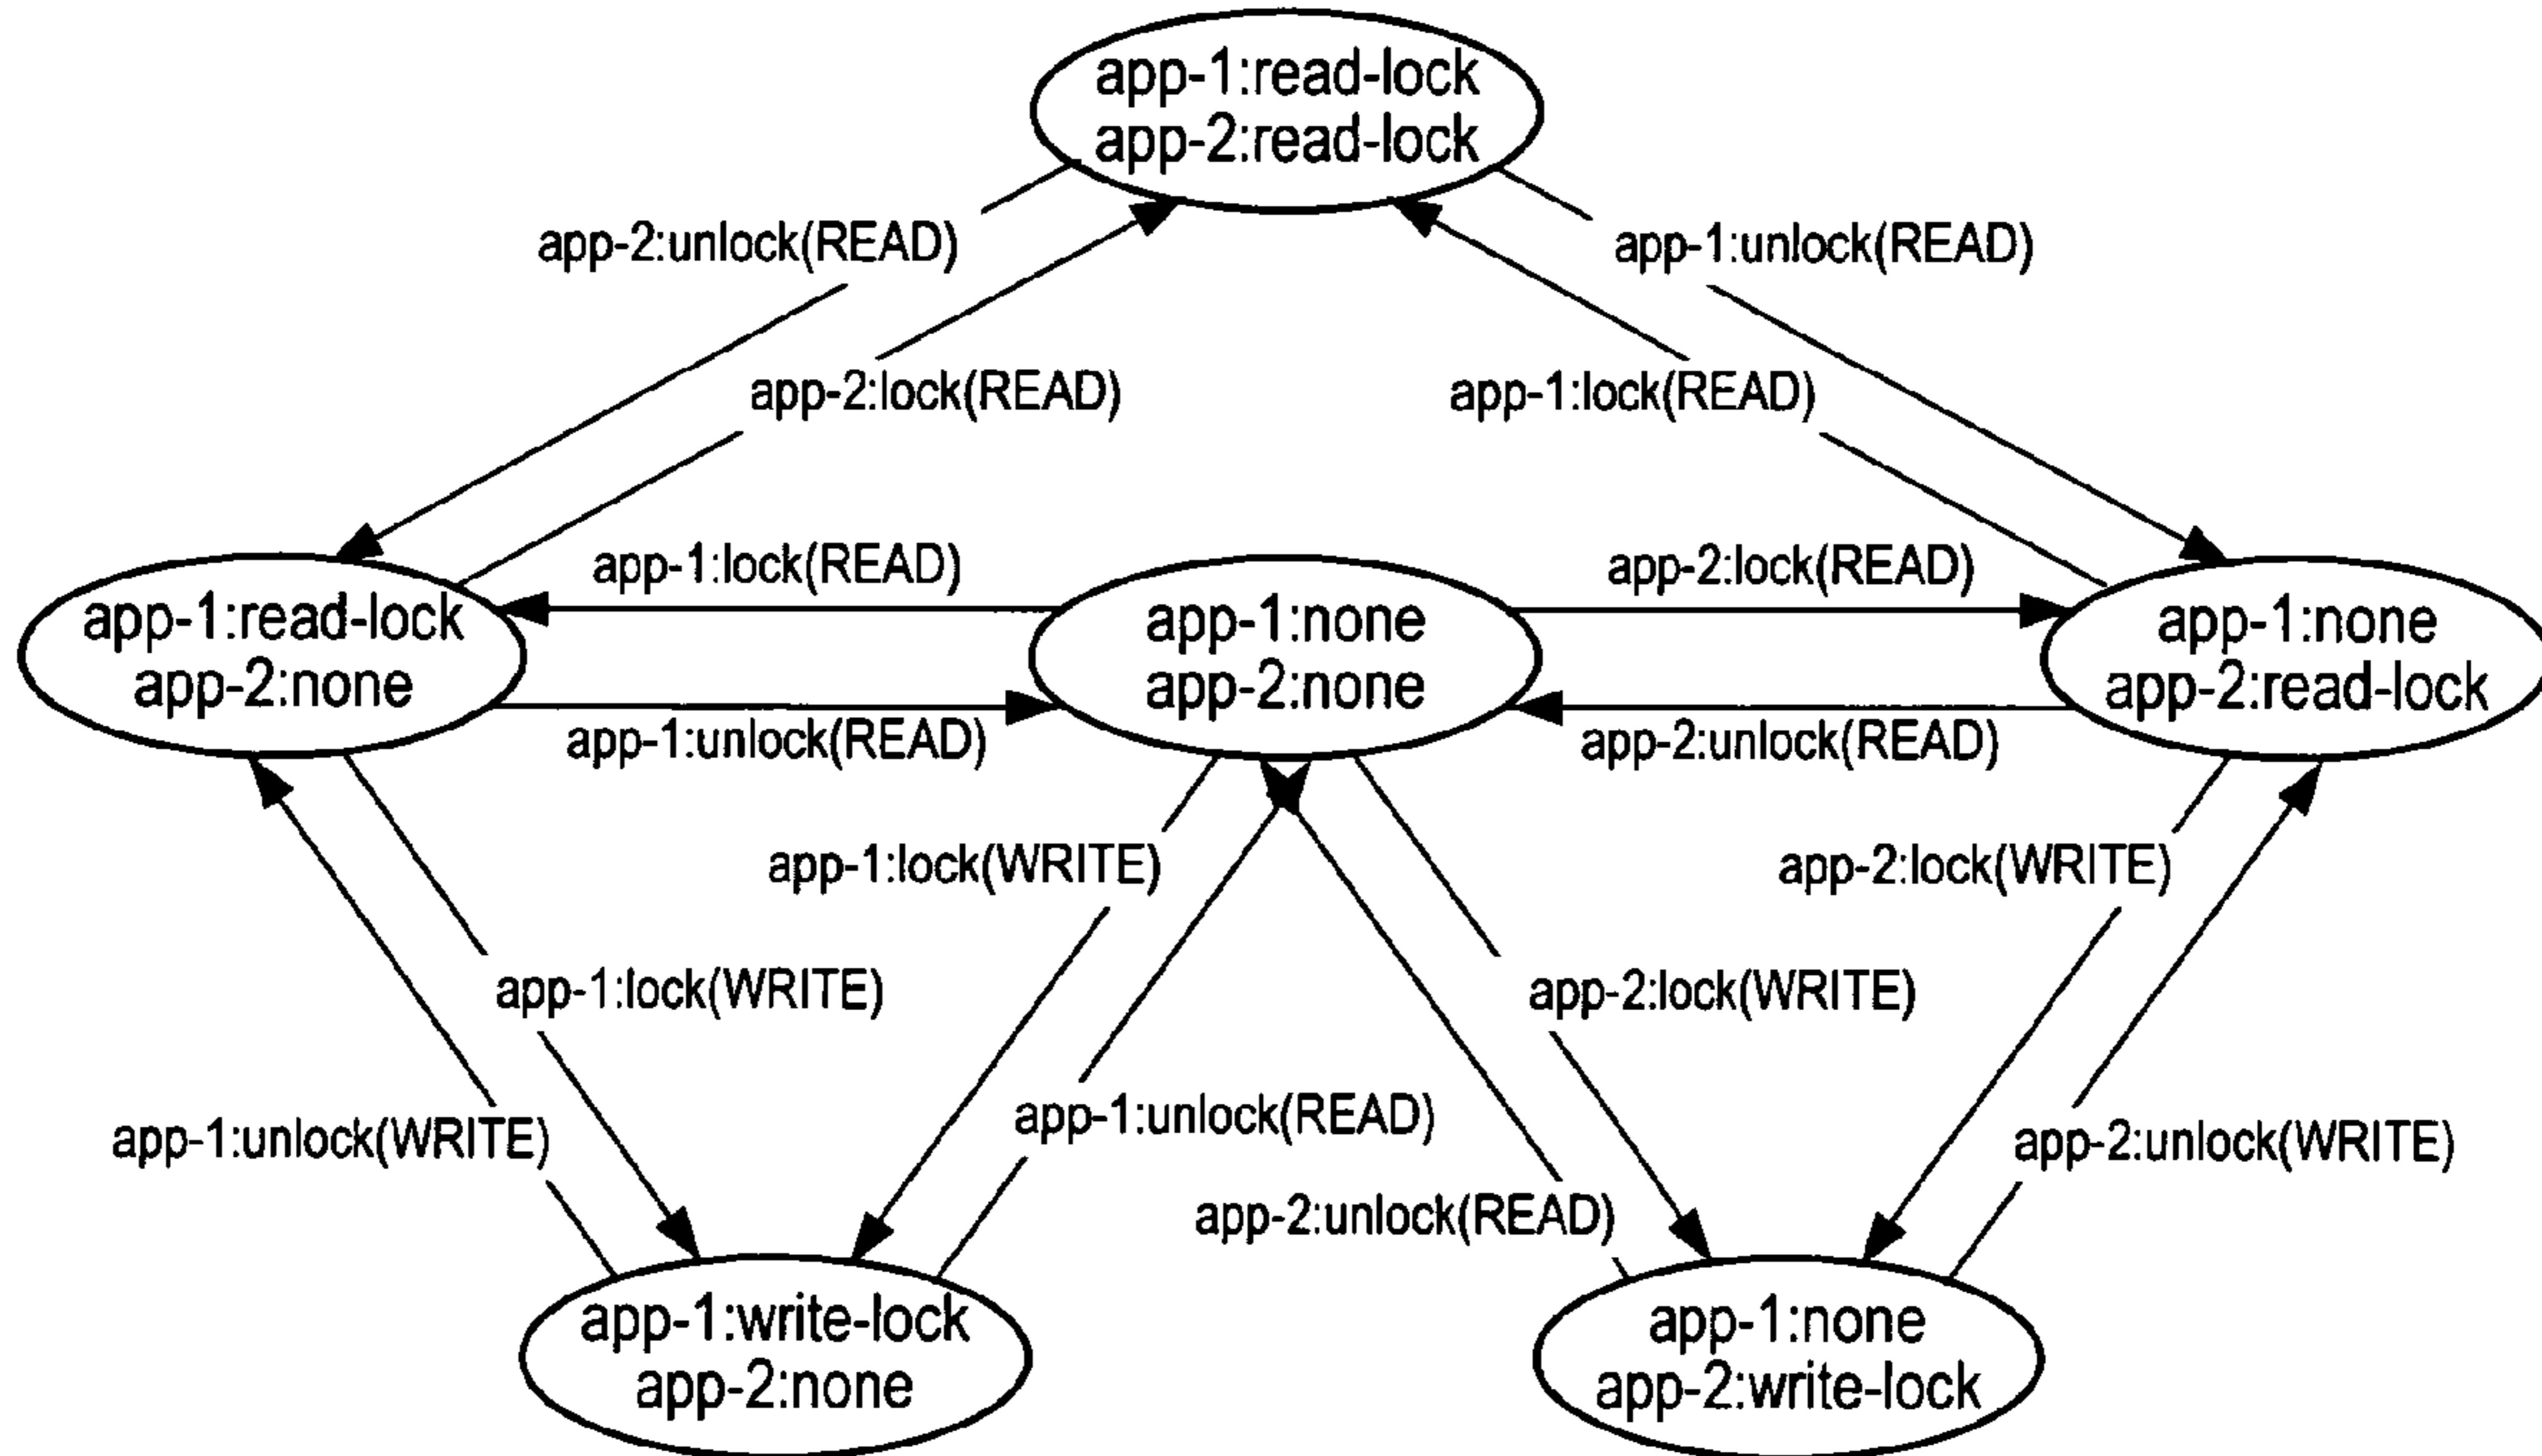 app-1:read-lock
app-2:read-lock
app-2:unlock(READ)
app-1:unlock(READ)
app-2:lock(READ)
app-1:lock(READ)
app-1:lock(READ)
app-2:lock(READ)
app-1:read-lock
app-2:none
app-1:none
app-2:none
app-1:none
app-2:read-lock
app-1:unlock(READ)
app-2:unlock(READ)
app-1:lock(WRITE)
app-2:lock(WRITE)
app-1:lock(WRITE)
app-2:lock(WRITE)
app-1:unlock(WRITE)
app-1:unlock(READ)
app-2:unlock(WRITE)
app-2:unlock(READ)
app-1:write-lock
app-2:none
app-1:none
app-2:write-lock